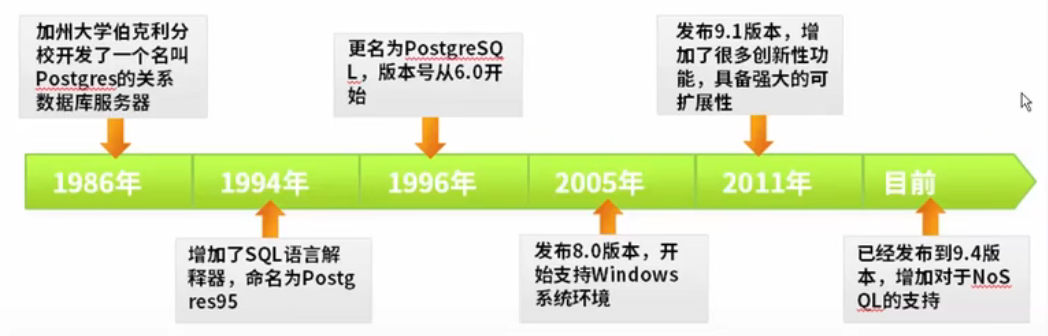 加州大学伯克利分
校开发了一个名叫
Postgres的关系
数据库服务器
更名为PostgreSQ
L，版本号从6.0开
始
发布9.1版本，增
加了很多创新性功
能，具备强大的可
扩展性
1986年
1994年
1996年
2005年
2011年
目前
增加了SQL语言解
释器，命名为Postg
res95
发布8.0版本，开
始支持Windows
系统环境
已经发布到9.4版
本，增加对于NoS
QL的支持